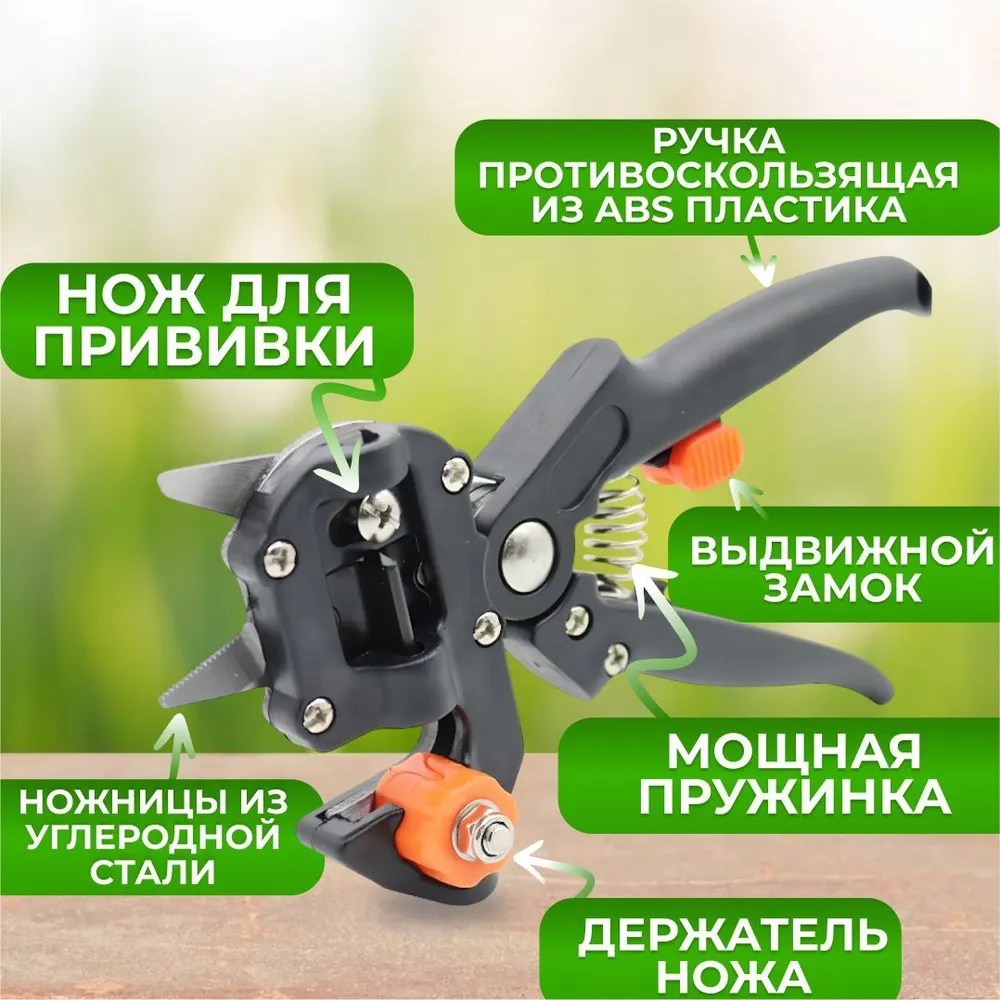 РУЧКА
ПРОТИВОСКОЛЬЗЯЩАЯ
ИЗ ABS ПЛАСТИКА
НОЖ ДЛЯ
ПРИВИВКИ
ВЫДВИЖНОЙ
ЗАМОК
МОЩНАЯ
ПРУЖИНКА
НОЖНИЦЫ ИЗ
УГЛЕРОДНОЙ
СТАЛИ
ДЕРЖАТЕЛЬ
НОЖА